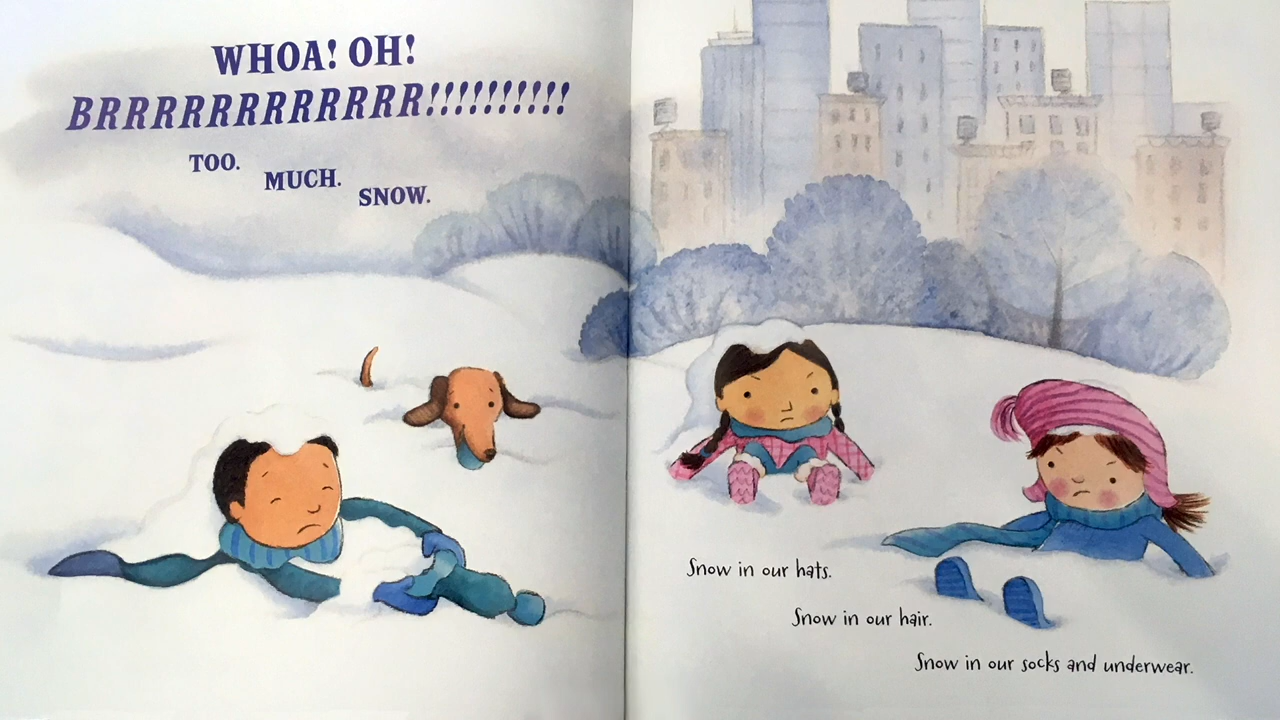 WHOA! OH!
BRRRRRRRRRRRR!!!!!!!!!!
TOO. MUCH. SNOW.
Snow in our hats.
Snow in our hair.
Snow in our socks and underwear.